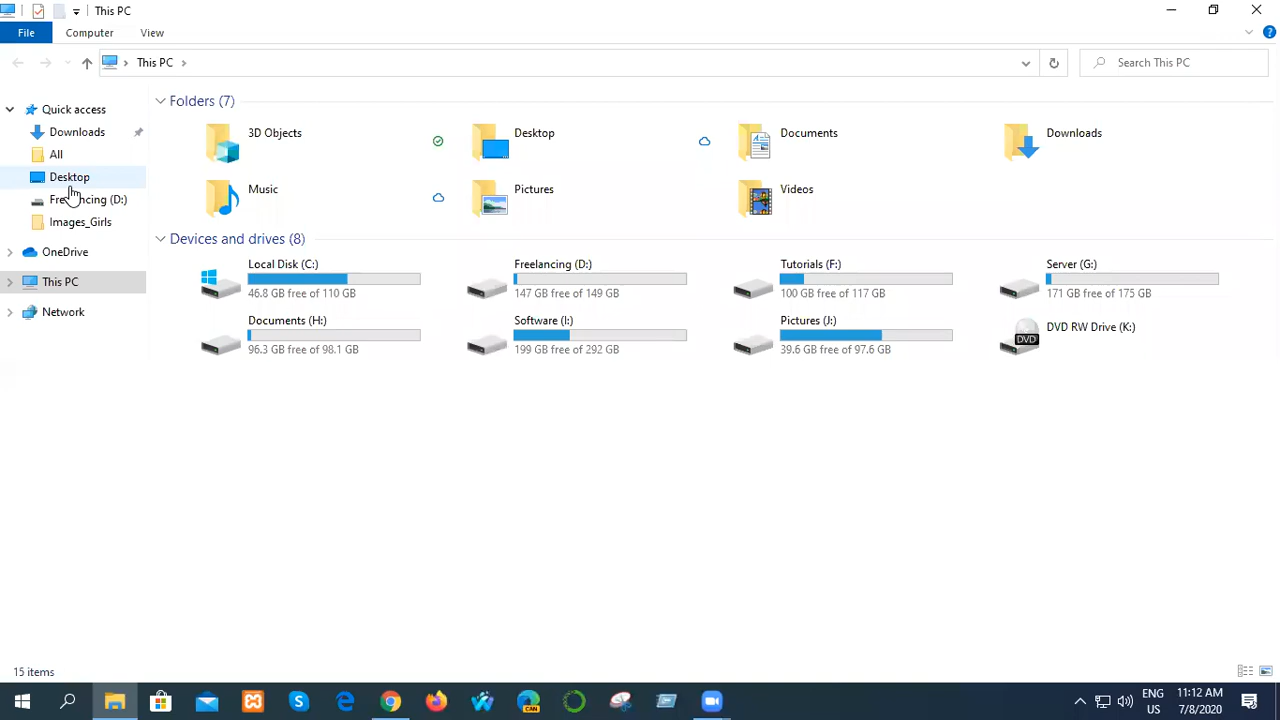 This PC
File Computer View
This PC
Search This PC
Quick access
Downloads
All
Desktop
Freelancing (D:)
Images_Girls
OneDrive
This PC
Network
Folders (7)
3D Objects
Desktop
Documents
Downloads
Music
Pictures
Videos
Devices and drives (8)
Local Disk (C:)
46.8 GB free of 110 GB
Freelancing (D:)
147 GB free of 149 GB
Tutorials (F:)
100 GB free of 117 GB
Server (G:)
171 GB free of 175 GB
Documents (H:)
96.3 GB free of 98.1 GB
Software (I:)
199 GB free of 292 GB
Pictures (J:)
39.6 GB free of 97.6 GB
DVD RW Drive (K:)
DVD
15 items
CAN
ENG
US
11:12 AM
7/8/2020